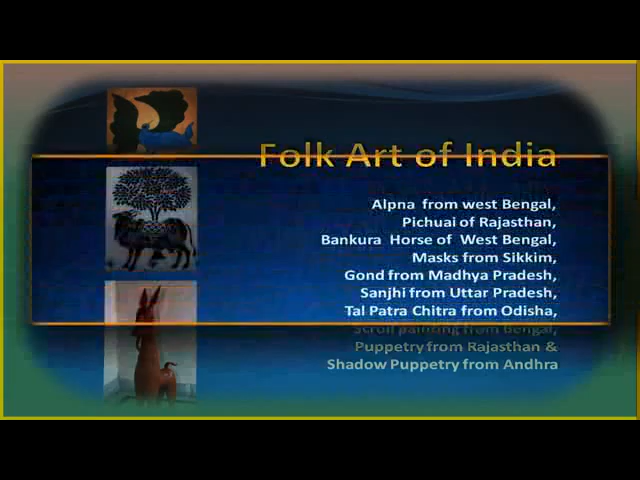 Folk Art of India
Alpna from west Bengal,
Pichuai of Rajasthan,
Bankura Horse of West Bengal,
Masks from Sikkim,
Gond from Madhya Pradesh,
Sanjhi from Uttar Pradesh,
Tal Patra Chitra from Odisha,
Scroll painting from Bengal,
Puppetry from Rajasthan &
Shadow Puppetry from Andhra